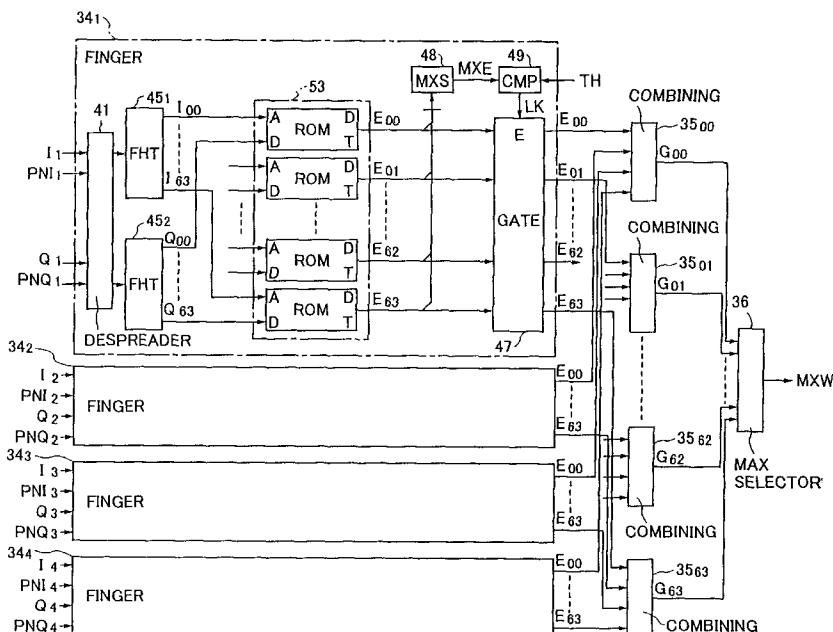 34₁
FINGER
48
MXS
MXE
49
CMP
TH
LK
COMBINING
53
41
45₁
I₀₀
FHT
I₆₃
A D
ROM
D T
E₀₀
E
E₀₀
35₀₀
G₀₀
I₁
PNI₁
A D
ROM
D T
E₀₁
E₀₁
GATE
COMBINING
35₀₁
G₀₁
45₂
Q₀₀
FHT
Q₆₃
Q₁
PNQ₁
A D
ROM
D T
E₆₂
E₆₂
A D
ROM
D T
E₆₃
E₆₃
DESPREADER
47
36
MXW
MAX SELECTOR
34₂
I₂
PNI₂
Q₂
PNQ₂
FINGER
E₀₀
E₆₃
35₆₂
G₆₂
COMBINING
34₃
I₃
PNI₃
Q₃
PNQ₃
FINGER
E₀₀
E₆₃
34₄
I₄
PNI₄
Q₄
PNQ₄
FINGER
E₀₀
E₆₃
35₆₃
G₆₃
COMBINING